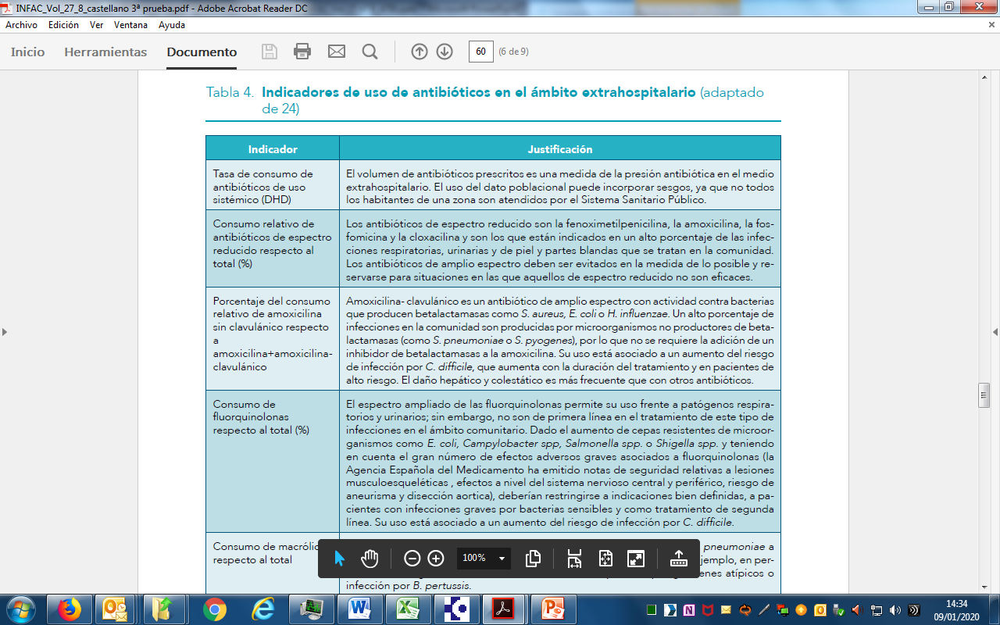 INFAC_Vol_27_8_castellano 3ª prueba.pdf - Adobe Acrobat Reader DC
Archivo Edición Ver Ventana Ayuda
Inicio Herramientas Documento 60 (6 de 9)
Tabla 4. Indicadores de uso de antibióticos en el ámbito extrahospitalario (adaptado
de 24)
Indicador Justificación
Tasa de consumo de
antibióticos de uso
sistémico (DHD)
El volumen de antibióticos prescritos es una medida de la presión antibiótica en el medio
extrahospitalario. El uso del dato poblacional puede incorporar sesgos, ya que no todos
los habitantes de una zona son atendidos por el Sistema Sanitario Público.
Consumo relativo de
antibióticos de espectro
reducido respecto al
total (%)
Los antibióticos de espectro reducido son la fenoximetilpenicilina, la amoxicilina, la fos-
fomicina y la cloxacilina y son los que están indicados en un alto porcentaje de las infec-
ciones respiratorias, urinarias y de piel y partes blandas que se tratan en la comunidad.
Los antibióticos de amplio espectro deben ser evitados en la medida de lo posible y re-
servarse para situaciones en las que aquellos de espectro reducido no son eficaces.
Porcentaje del consumo
relativo de amoxicilina
sin clavulánico respecto
a
amoxicilina+amoxicilina-
clavulánico
Amoxicilina- clavulánico es un antibiótico de amplio espectro con actividad contra bacterias
que producen betalactamasas como S. aureus, E. coli o H. influenzae. Un alto porcentaje de
infecciones en la comunidad son producidas por microorganismos no productores de beta-
lactamasas (como S. pneumoniae o S. pyogenes), por lo que no se requiere la adición de un
inhibidor de betalactamasas a la amoxicilina. Su uso está asociado a un aumento del riesgo
de infección por C. difficile, que aumenta con la duración del tratamiento y en pacientes de
alto riesgo. El daño hepático y colestático es más frecuente que con otros antibióticos.
Consumo de
fluorquinolonas
respecto al total (%)
El espectro ampliado de las fluorquinolonas permite su uso frente a patógenos respira-
torios y urinarios; sin embargo, no son de primera línea en el tratamiento de este tipo de
infecciones en el ámbito comunitario. Dado el aumento de cepas resistentes de microor-
ganismos como E. coli, Campylobacter spp, Salmonella spp. o Shigella spp. y teniendo
en cuenta el gran número de efectos adversos graves asociados a fluorquinolonas (la
Agencia Española del Medicamento ha emitido notas de seguridad relativas a lesiones
musculoesqueléticas , efectos a nivel del sistema nervioso central y periférico, riesgo de
aneurisma y disección aortica), deberían restringirse a indicaciones bien definidas, a pa-
cientes con infecciones graves por bacterias sensibles y como tratamiento de segunda
línea. Su uso está asociado a un aumento del riesgo de infección por C. difficile.
Consumo de
respecto al total
pneumoniae a
en per-
o
infección por B. pertussis.
100%
14:34
09/01/2020